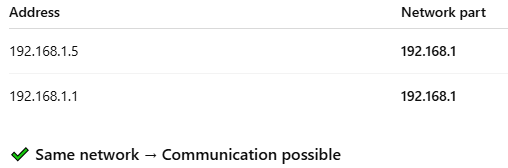 Address Network part
192.168.1.5 192.168.1
192.168.1.1 192.168.1
✔ Same network → Communication possible